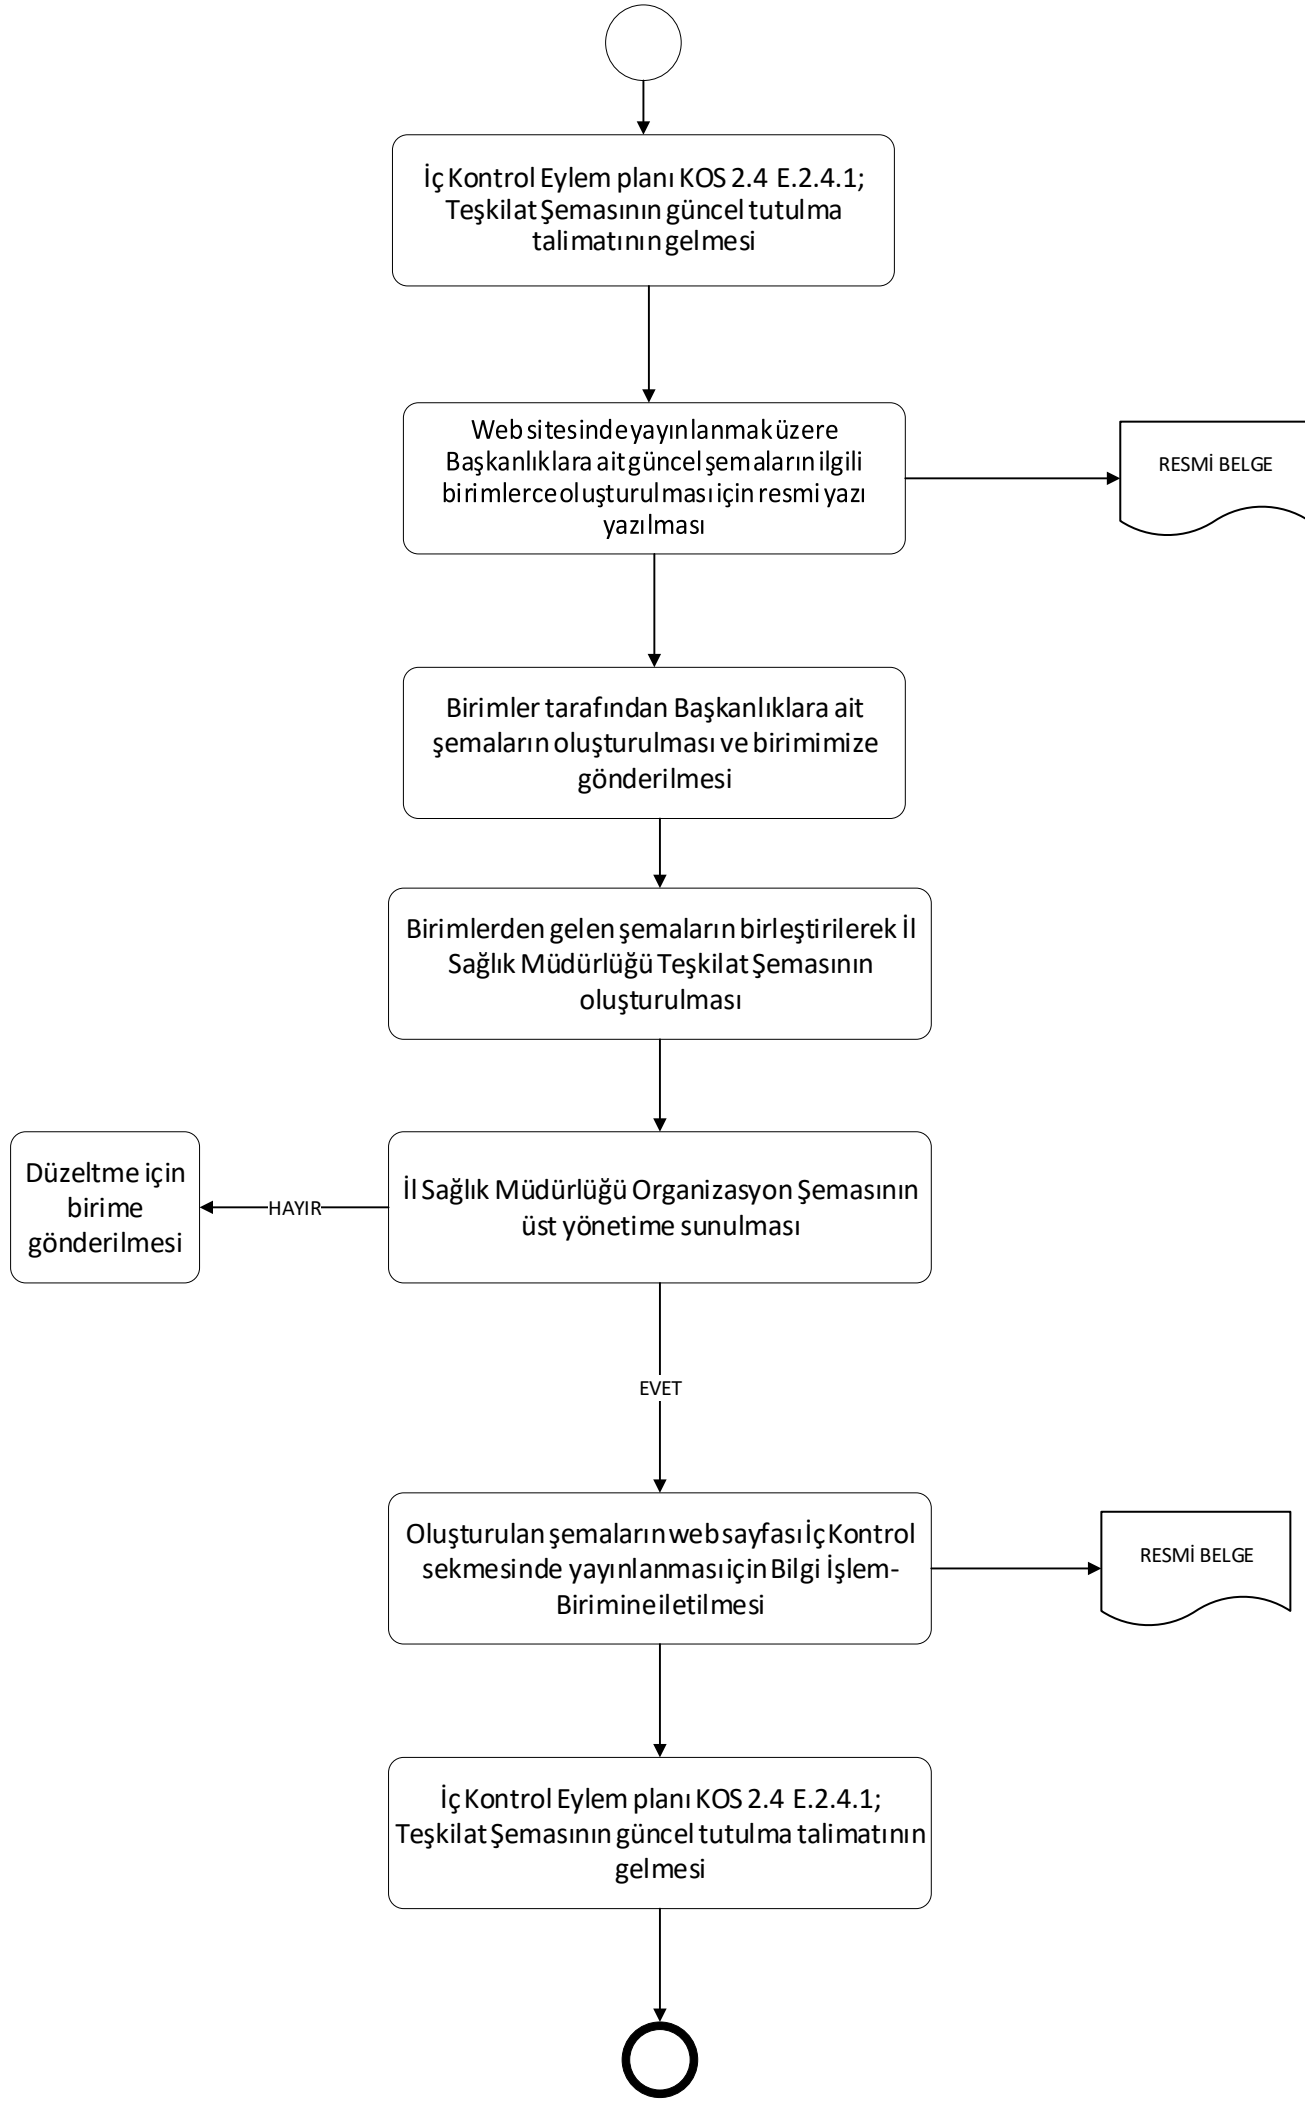 İç Kontrol Eylem planı KOS 2.4 E.2.4.1;
Teşkilat Şemasının güncel tutulma
talimatının gelmesi
Web sitesinde yayınlanmak üzere
Başkanlıklara ait güncel şemaların ilgili
birimlerce oluşturulması için resmi yazı
yazılması
RESMİ BELGE
Birimler tarafından Başkanlıklara ait
şemaların oluşturulması ve birimimize
gönderilmesi
Birimlerden gelen şemaların birleştirilerek İl
Sağlık Müdürlüğü Teşkilat Şemasının
oluşturulması
Düzeltme için
birime
gönderilmesi
HAYIR
İl Sağlık Müdürlüğü Organizasyon Şemasının
üst yönetime sunulması
EVET
Oluşturulan şemaların web sayfası İç Kontrol
sekmesinde yayınlanması için Bilgi İşlem-
Birimine iletilmesi
RESMİ BELGE
İç Kontrol Eylem planı KOS 2.4 E.2.4.1;
Teşkilat Şemasının güncel tutulma talimatının
gelmesi